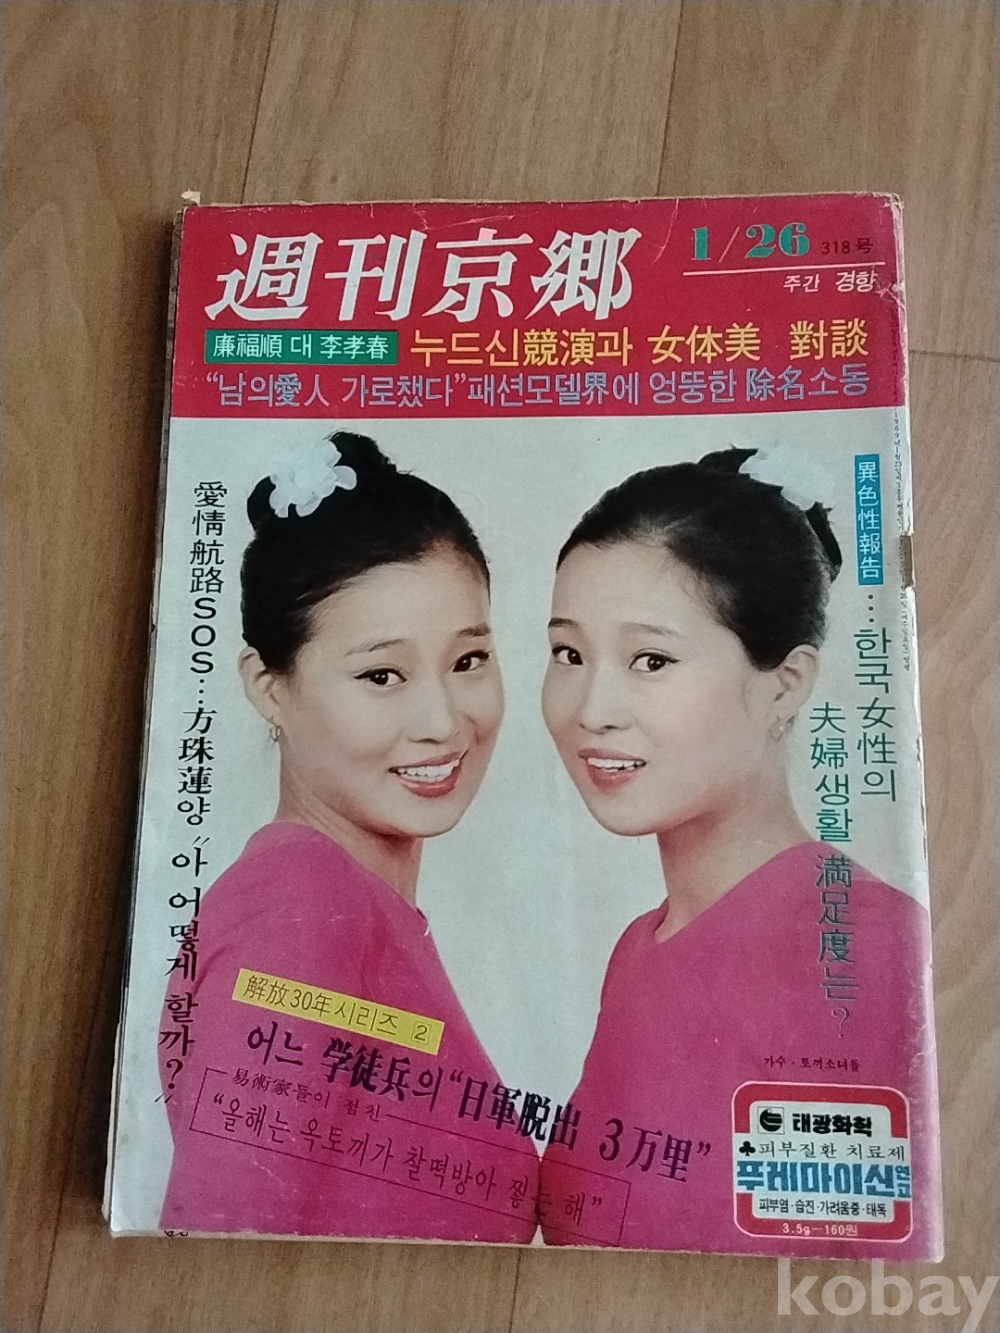 週刊京郷
1/26 318号
주간 경향
廉福順 대 李孝春 누드신競演과 女体美 對談
“남의愛人 가로챘다”패션모델界에 엉뚱한 除名소동
愛情航路SOS…方珠蓮양“아 어떻게 할까?”
異色性報告…한국女性의
夫婦생활 満足度는?
解放30年시리즈 2
어느 学徒兵의“日軍脱出 3万里”
易術家들이 점친
“올해는 옥토끼가 찰떡방아 찧는 해”
가수·토끼소녀들
태광화학
♣피부질환 치료제
푸레마이신연고
피부염·습진·가려움증·태독
3.5g—160원
kobay